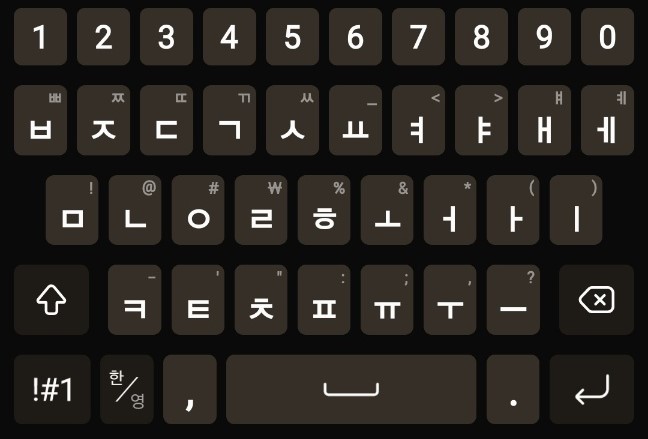 1 2 3 4 5 6 7 8 9 0
ㅃ ㅉ ㄸ ㄲ ㅆ _ < > ㅒ ㅖ
ㅂ ㅈ ㄷ ㄱ ㅅ ㅛ ㅕ ㅑ ㅐ ㅔ
! @ # ₩ % & * ( )
ㅁ ㄴ ㅇ ㄹ ㅎ ㅗ ㅓ ㅏ ㅣ
- ' " : ; , ?
ㅋ ㅌ ㅊ ㅍ ㅠ ㅜ ㅡ
!#1 한/영 , .